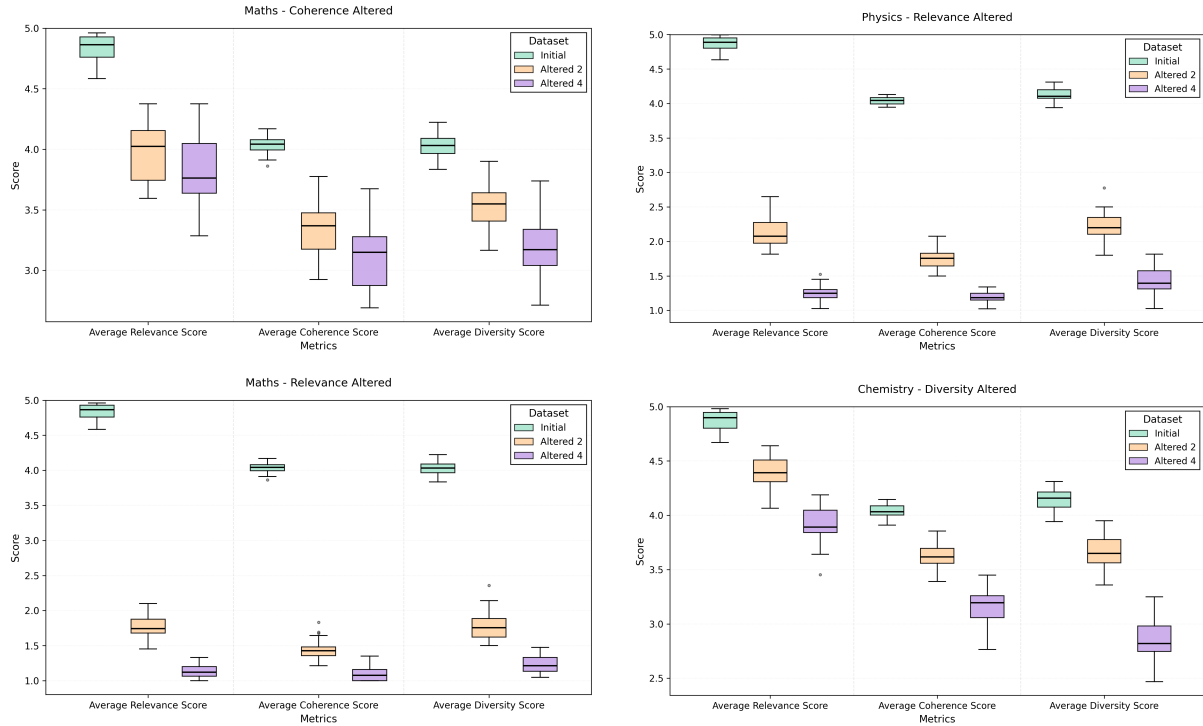 Maths - Coherence Altered
5.0
4.5
4.0
3.5
3.0
Score
Dataset
Initial
Altered 2
Altered 4
Average Relevance Score
Average Coherence Score
Average Diversity Score
Metrics
Physics - Relevance Altered
5.0
4.5
4.0
3.5
3.0
2.5
2.0
1.5
1.0
Score
Dataset
Initial
Altered 2
Altered 4
Average Relevance Score
Average Coherence Score
Average Diversity Score
Metrics
Maths - Relevance Altered
5.0
4.5
4.0
3.5
3.0
2.5
2.0
1.5
1.0
Score
Dataset
Initial
Altered 2
Altered 4
Average Relevance Score
Average Coherence Score
Average Diversity Score
Metrics
Chemistry - Diversity Altered
5.0
4.5
4.0
3.5
3.0
2.5
Score
Dataset
Initial
Altered 2
Altered 4
Average Relevance Score
Average Coherence Score
Average Diversity Score
Metrics